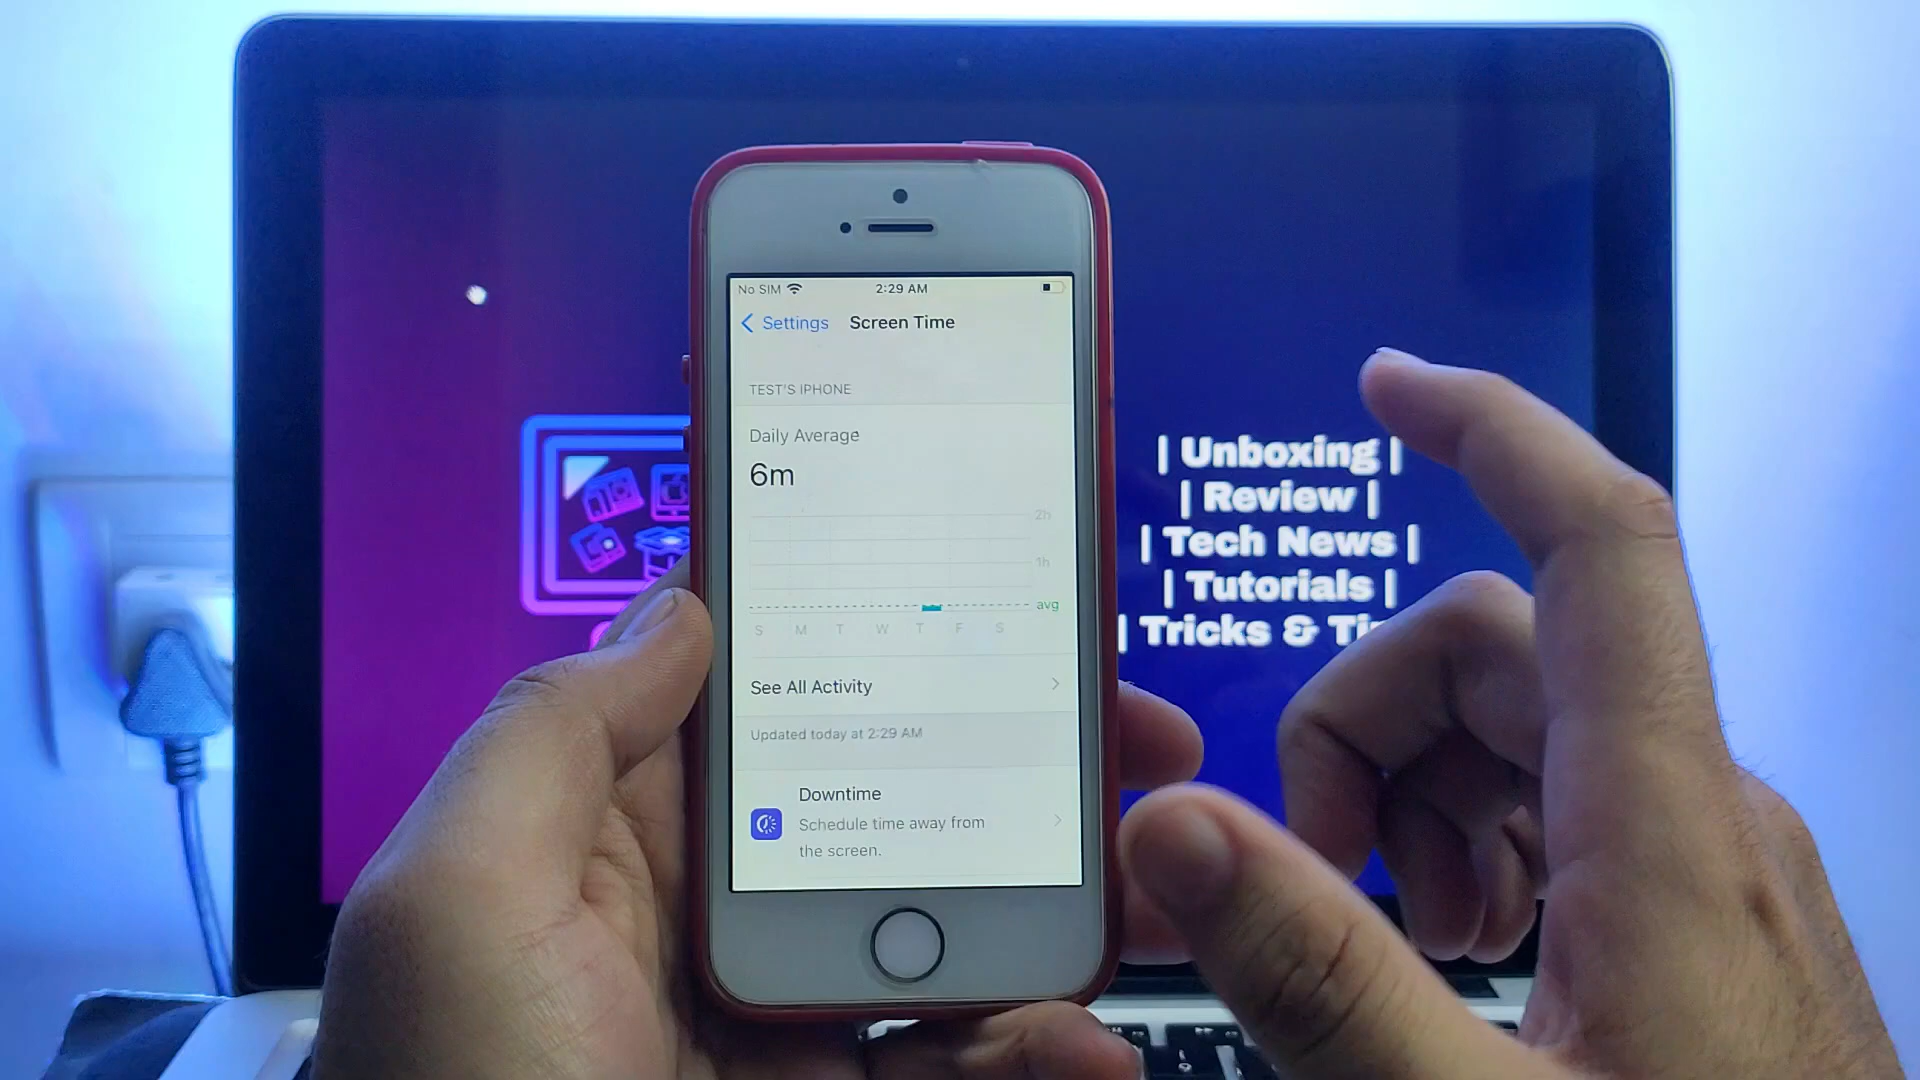 No SIM 2:29 AM
Settings Screen Time
TEST'S IPHONE
Daily Average
6m
2h
1h
avg
S M T W T F S
See All Activity
Updated today at 2:29 AM
Downtime
Schedule time away from
the screen.
| Unboxing |
| Review |
| Tech News |
| Tutorials |
| Tricks &